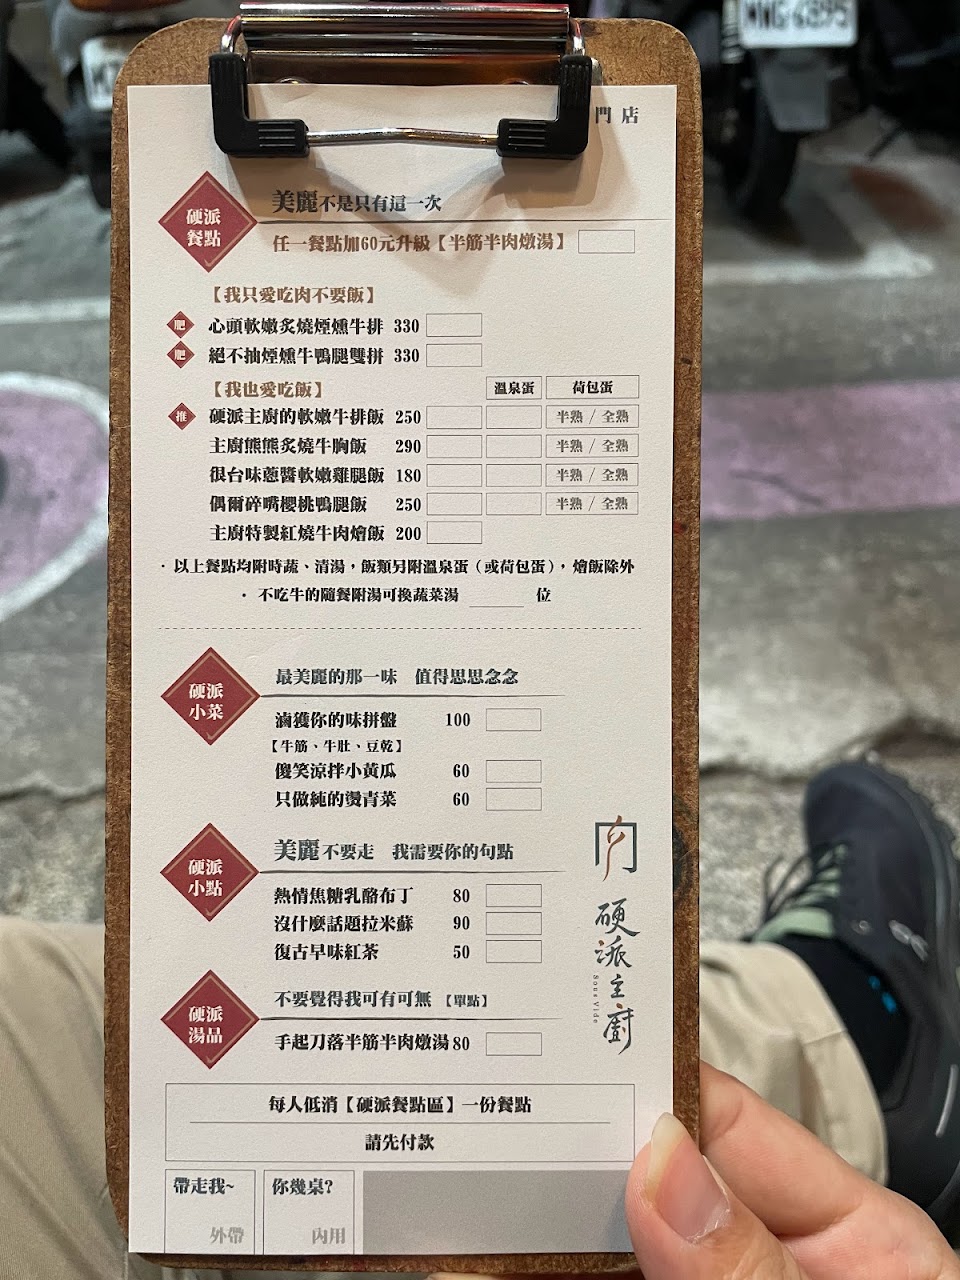 門店
硬派
餐點
美麗不是只有這一次
任一餐點加60元升級【半筋半肉燉湯】
【我只愛吃肉不要飯】
肥 心頭軟嫩炙燒煙燻牛排 330
肥 絕不抽煙燻牛鴨腿雙拼 330
【我也愛吃飯】 溫泉蛋 荷包蛋
推 硬派主廚的軟嫩牛排飯 250 半熟 / 全熟
主廚熊熊炙燒牛胸飯 290 半熟 / 全熟
很台味蔥醬軟嫩雞腿飯 180 半熟 / 全熟
偶爾碎嘴櫻桃鴨腿飯 250 半熟 / 全熟
主廚特製紅燒牛肉燴飯 200
· 以上餐點均附時蔬、清湯，飯類另附溫泉蛋（或荷包蛋），燴飯除外
· 不吃牛的隨餐附湯可換蔬菜湯 ______ 位
硬派
小菜
最美麗的那一味 值得思思念念
滷獲你的味拼盤 100
【牛筋、牛肚、豆乾】
傻笑涼拌小黃瓜 60
只做純的燙青菜 60
硬派
小點
美麗不要走 我需要你的句點
熱情焦糖乳酪布丁 80
沒什麼話題拉米蘇 90
復古早味紅茶 50
硬派
湯品
不要覺得我可有可無 【單點】
手起刀落半筋半肉燉湯 80
硬派主廚
Sous Vide
每人低消【硬派餐點區】一份餐點
請先付款
帶走我~ 你幾桌?
外帶 內用